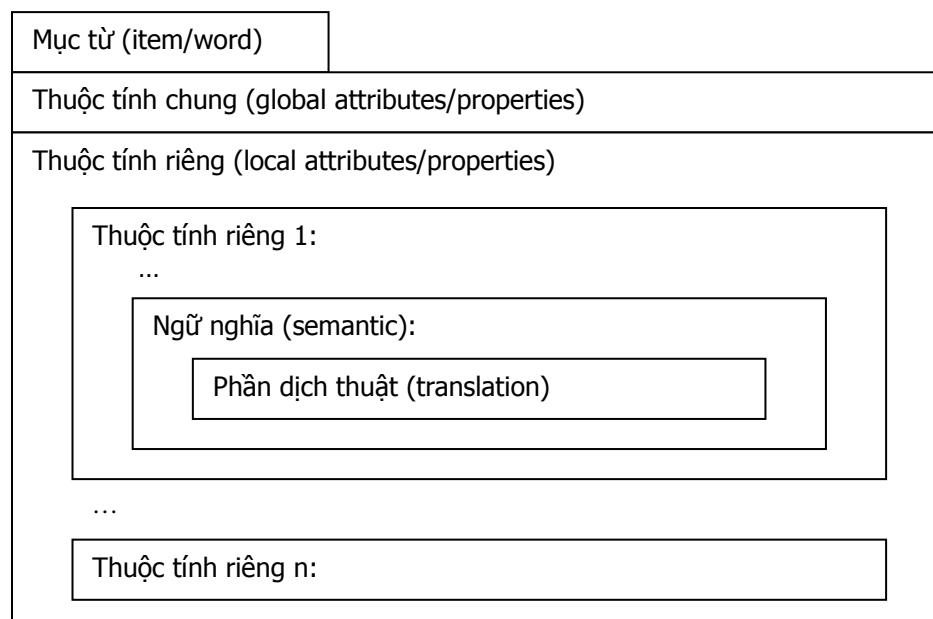 Mục từ (item/word)
Thuộc tính chung (global attributes/properties)
Thuộc tính riêng (local attributes/properties)
Thuộc tính riêng 1:
...
Ngữ nghĩa (semantic):
Phần dịch thuật (translation)
...
Thuộc tính riêng n: